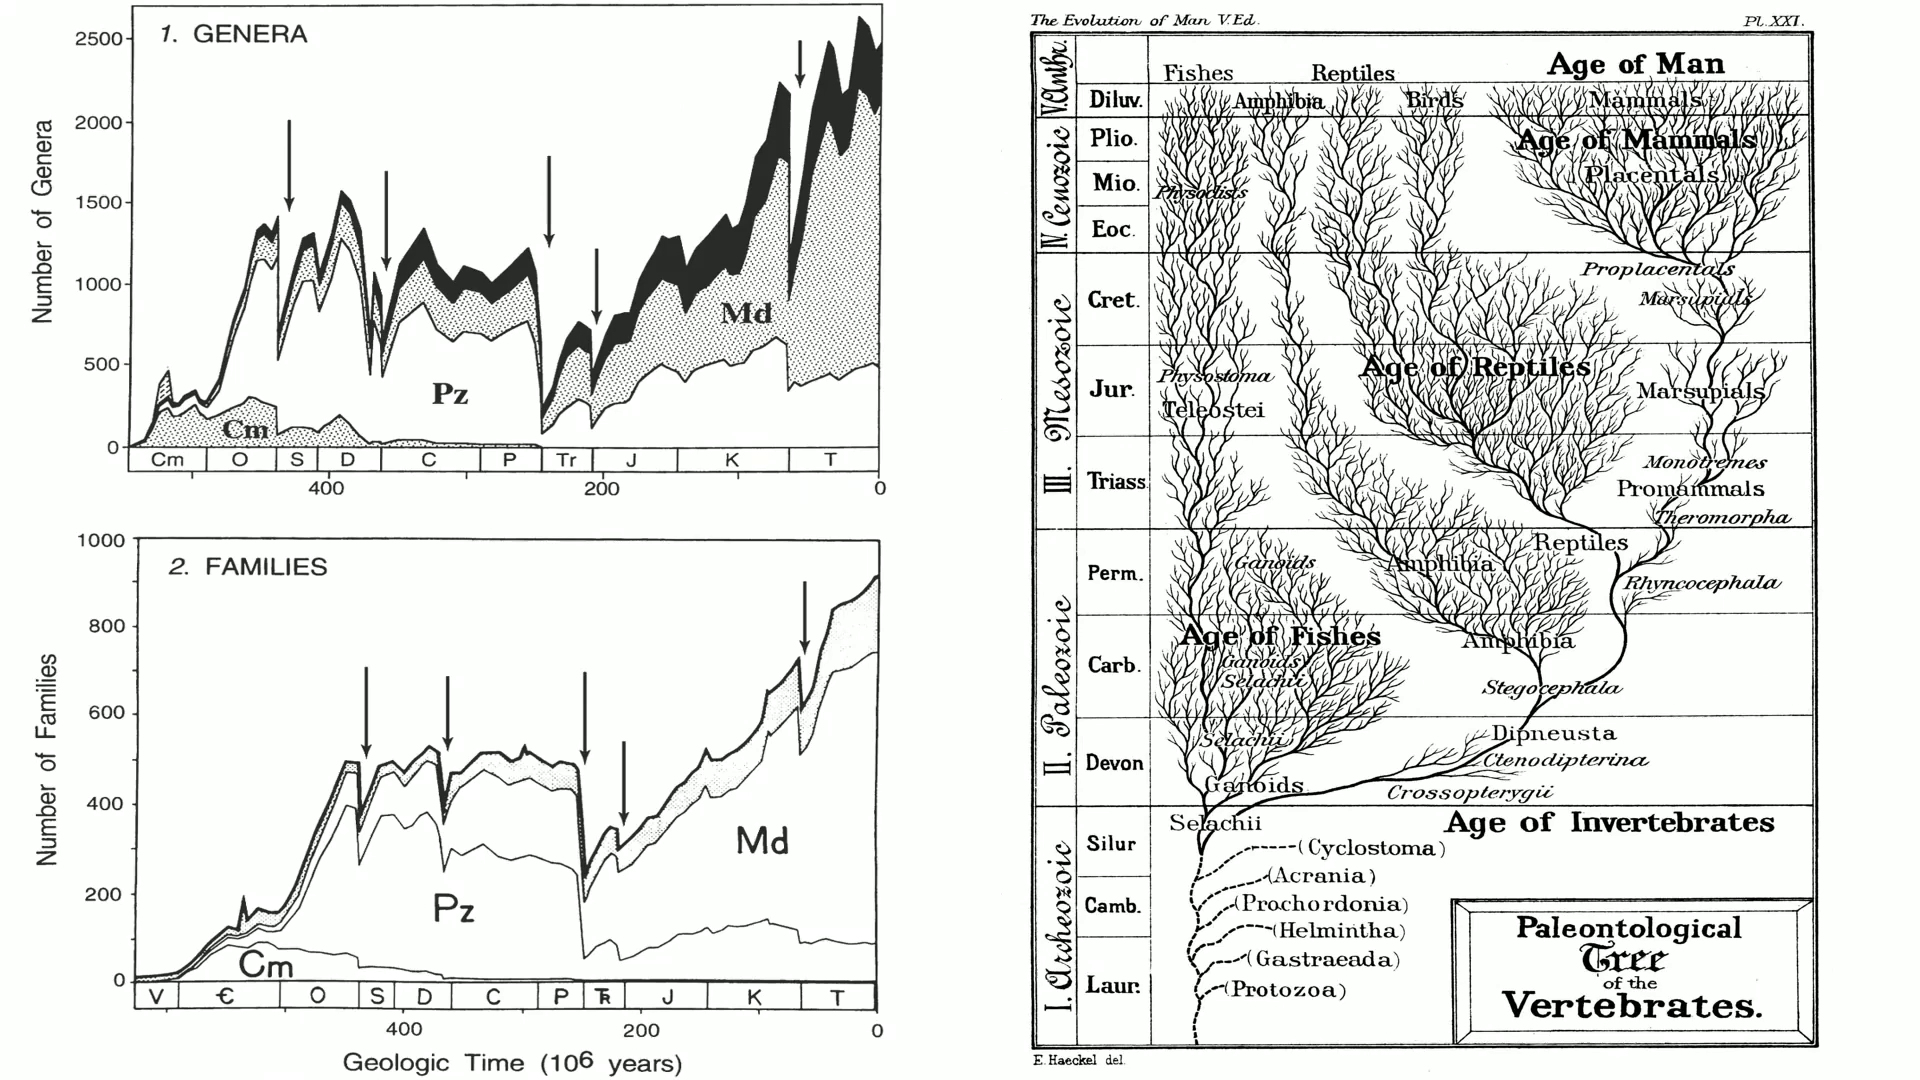 1. GENERA
Number of Genera
2500
2000
1500
1000
500
0
Md
Pz
Cm
Cm O S D C P Tr J K T
400 200 0
2. FAMILIES
Number of Families
1000
800
600
400
200
0
Md
Pz
Cm
V Є O S D C P TR J K T
400 200 0
Geologic Time (10⁶ years)
The Evolution of Man V.Ed. Pl.XXI.
V.Anthr.
Age of Man
Fishes Reptiles
Diluv. Amphibia Birds Mammals
IV. Cenozoic
Plio. Age of Mammals
Mio. Physoclists Placentals
Eoc.
Proplacentals
III. Mesozoic
Cret. Marsupials
Age of Reptiles
Jur. Physostoma Marsupials
Teleostei
Monotremes
Triass Promammals
Theromorpha
II. Paleozoic
Reptiles
Ganoids Amphibia
Perm. Rhyncocephala
Age of Fishes Amphibia
Carb. Ganoids
Selachii
Stegocephala
Dipneusta
Selachii
Devon Ctenodipterina
Ganoids Crossopterygii
I. Archeozoic
Selachii Age of Invertebrates
Silur (Cyclostoma)
(Acrania)
Camb. (Prochordonia)
(Helmintha)
(Gastraeada)
Laur. (Protozoa)
Paleontological
Tree
of the
Vertebrates.
E.Haeckel del.